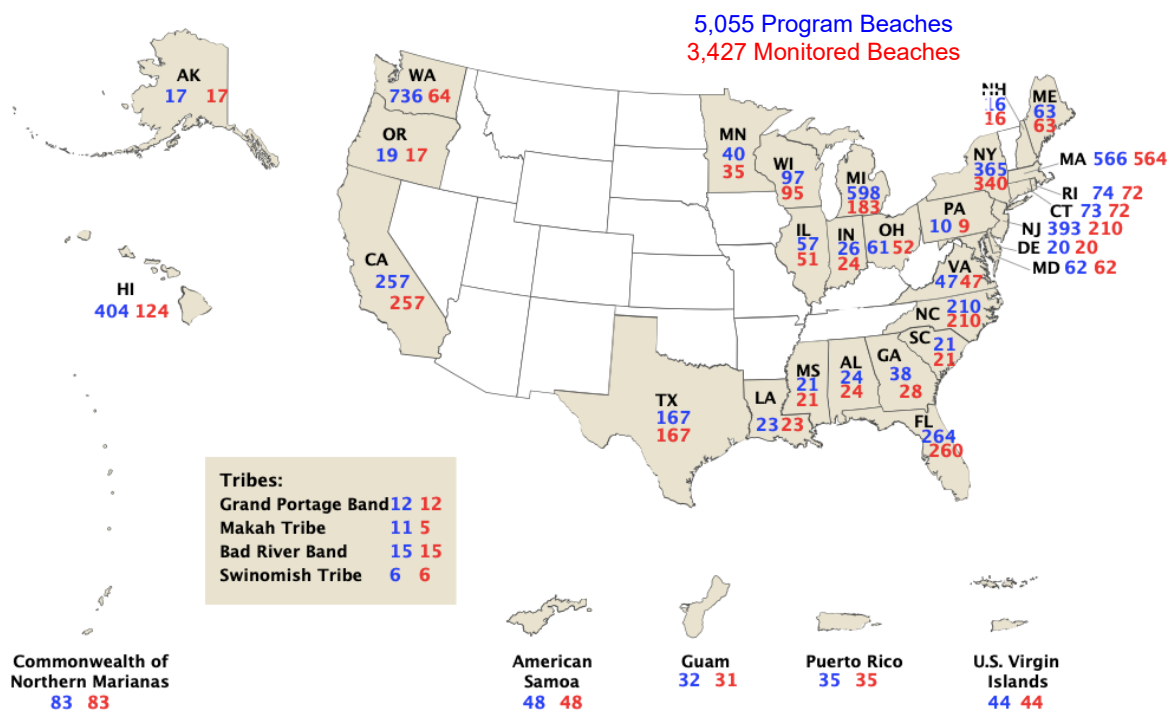 5,055 Program Beaches
3,427 Monitored Beaches
AK
17 17
WA
736 64
OR
19 17
CA
257
257
HI
404 124
MN
40
35
WI
97
95
MI
598
183
IL
57
51
IN
26
24
OH
61 52
NH
16
16
ME
63
63
NY
365
340
MA 566 564
RI 74 72
CT 73 72
NJ 393 210
DE 20 20
MD 62 62
PA
10 9
VA
47 47
NC 210
210
SC 21
21
GA
38
28
AL
24
24
MS
21
21
LA
23 23
TX
167
167
FL
264
260
Tribes:
Grand Portage Band 12 12
Makah Tribe 11 5
Bad River Band 15 15
Swinomish Tribe 6 6
Commonwealth of
Northern Marianas
83 83
American
Samoa
48 48
Guam
32 31
Puerto Rico
35 35
U.S. Virgin
Islands
44 44